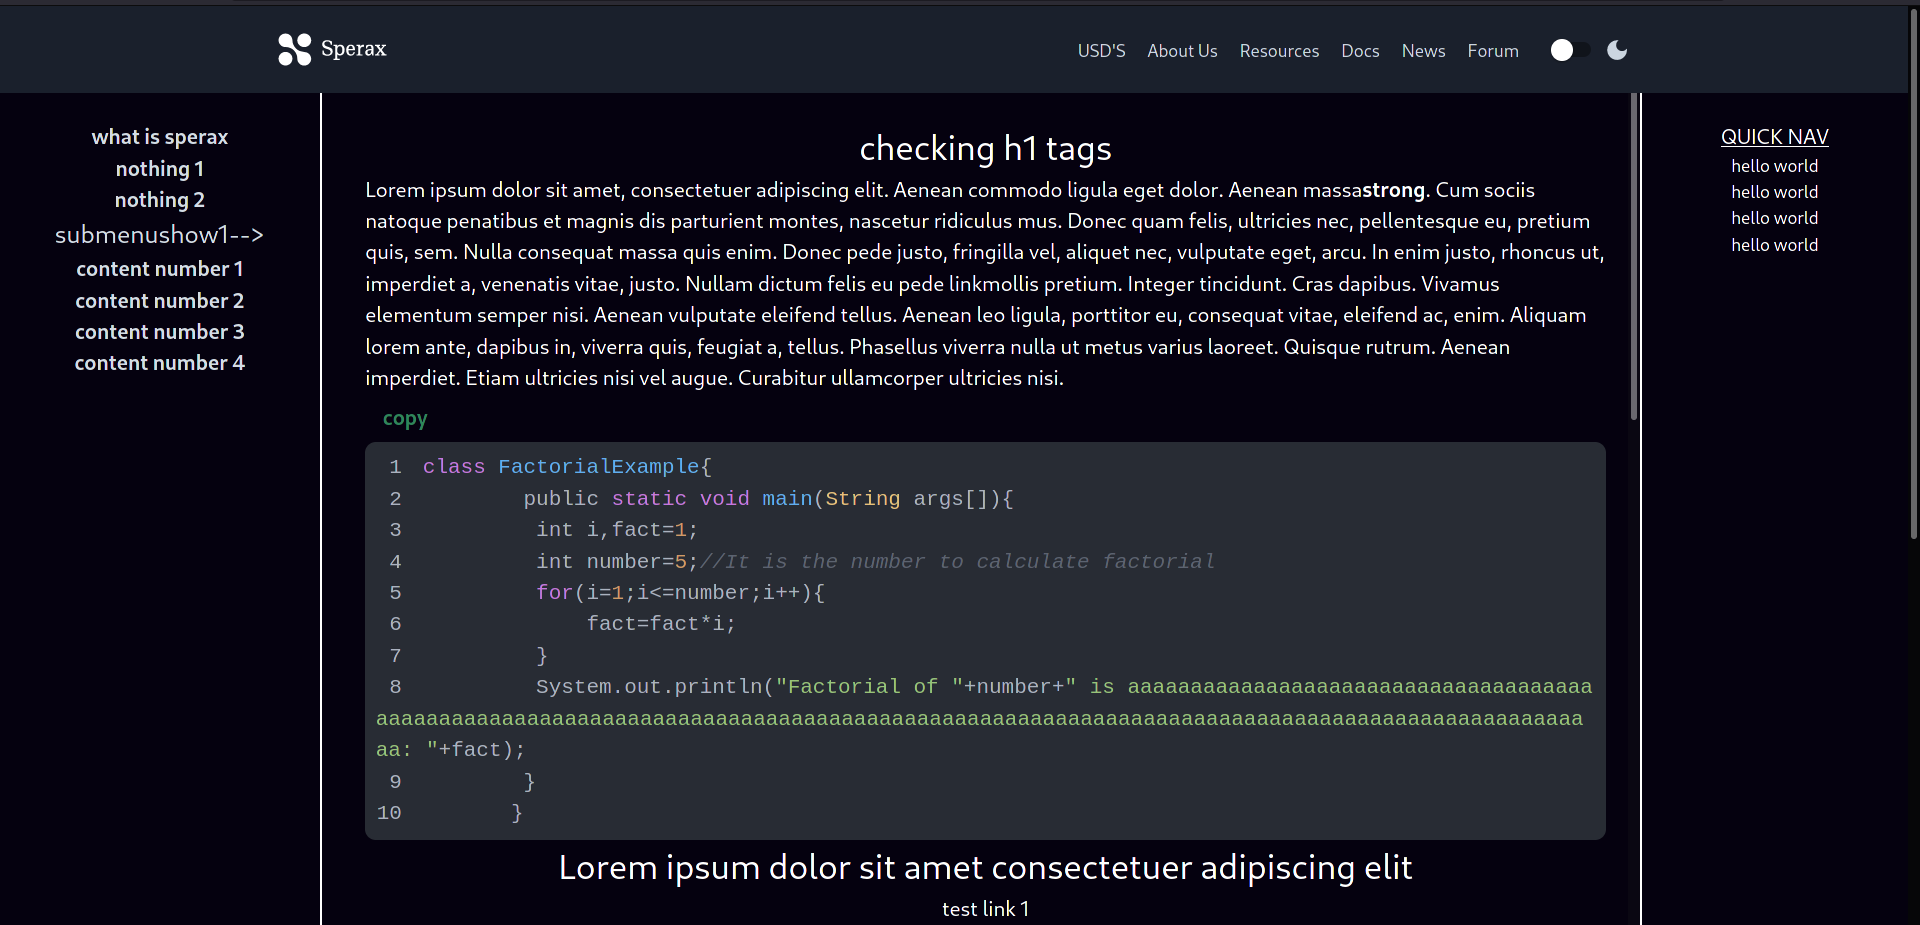 Sperax
USD'S About Us Resources Docs News Forum
what is sperax
nothing 1
nothing 2
submenushow1-->
content number 1
content number 2
content number 3
content number 4
checking h1 tags
Lorem ipsum dolor sit amet, consectetuer adipiscing elit. Aenean commodo ligula eget dolor. Aenean massastrong. Cum sociis
natoque penatibus et magnis dis parturient montes, nascetur ridiculus mus. Donec quam felis, ultricies nec, pellentesque eu, pretium
quis, sem. Nulla consequat massa quis enim. Donec pede justo, fringilla vel, aliquet nec, vulputate eget, arcu. In enim justo, rhoncus ut,
imperdiet a, venenatis vitae, justo. Nullam dictum felis eu pede linkmollis pretium. Integer tincidunt. Cras dapibus. Vivamus
elementum semper nisi. Aenean vulputate eleifend tellus. Aenean leo ligula, porttitor eu, consequat vitae, eleifend ac, enim. Aliquam
lorem ante, dapibus in, viverra quis, feugiat a, tellus. Phasellus viverra nulla ut metus varius laoreet. Quisque rutrum. Aenean
imperdiet. Etiam ultricies nisi vel augue. Curabitur ullamcorper ultricies nisi.
copy
1 class FactorialExample{
2 public static void main(String args[]){
3 int i,fact=1;
4 int number=5;//It is the number to calculate factorial
5 for(i=1;i<=number;i++){
6 fact=fact*i;
7 }
8 System.out.println("Factorial of "+number+" is aaaaaaaaaaaaaaaaaaaaaaaaaaaaaaaaaaaaa
aaaaaaaaaaaaaaaaaaaaaaaaaaaaaaaaaaaaaaaaaaaaaaaaaaaaaaaaaaaaaaaaaaaaaaaaaaaaaaaaaaaaaaaaaaaaaaaa
aa: "+fact);
9 }
10 }
Lorem ipsum dolor sit amet consectetuer adipiscing elit
test link 1
QUICK NAV
hello world
hello world
hello world
hello world